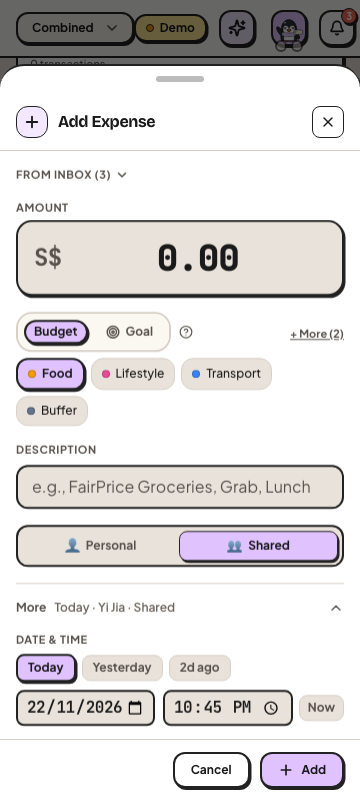 Combined
Demo
3
0 transactions
Add Expense
FROM INBOX (3)
AMOUNT
S$ 0.00
Budget Goal ? + More (2)
Food Lifestyle Transport
Buffer
DESCRIPTION
e.g., FairPrice Groceries, Grab, Lunch
Personal Shared
More Today · Yi Jia · Shared
DATE & TIME
Today Yesterday 2d ago
22/11/2026 10:45 PM Now
Cancel + Add